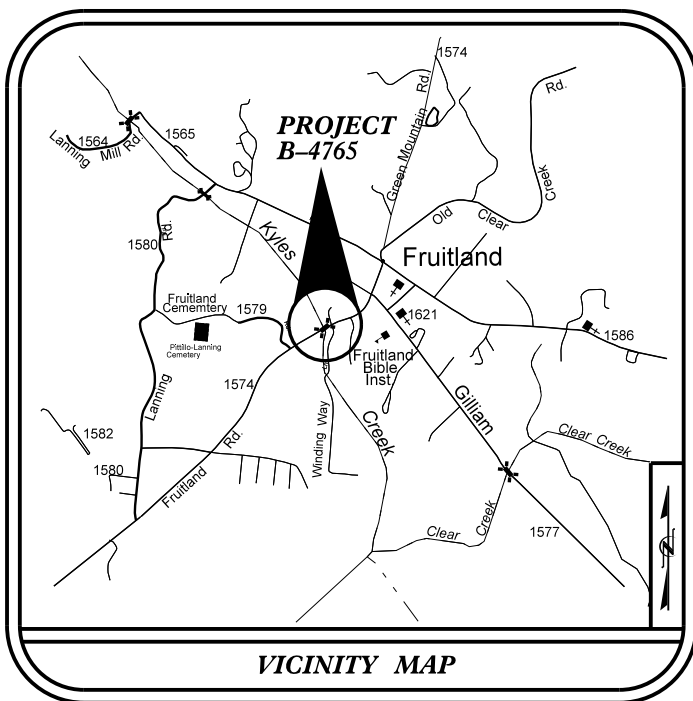 1574
Rd.
Green Mountain
Rd.
Creek
PROJECT
B-4765
1565
1564
Lanning
Mill Rd.
Old
Clear
Kyles
Fruitland
1580
Rd.
Fruitland
Cememtery
1579
Pittillo-Lanning
Cemetery
1621
1586
Fruitland
Bible
Inst.
Lanning
1574
Gilliam
Winding Way
Creek
Clear Creek
1582
1580
Fruitland
Rd.
Clear
Creek
1577
VICINITY MAP